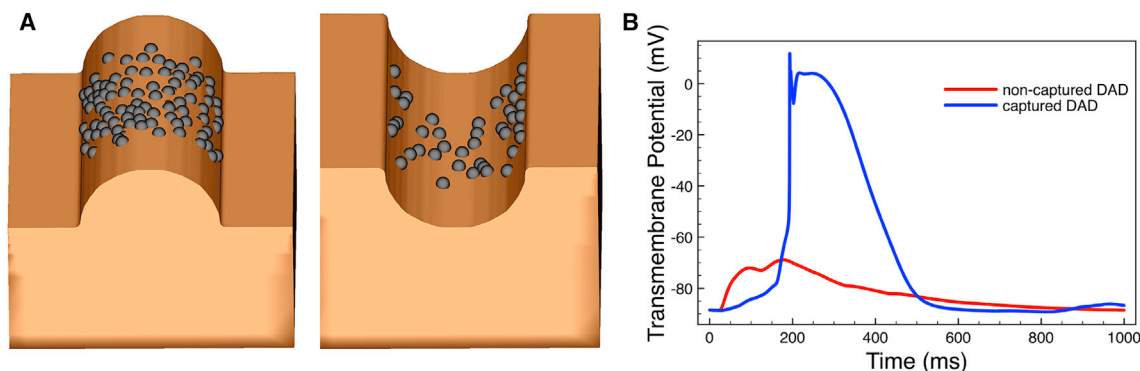 A
B
Transmembrane Potential (mV)
0
-20
-40
-60
-80
non-captured DAD
captured DAD
0
200
400
600
800
1000
Time (ms)